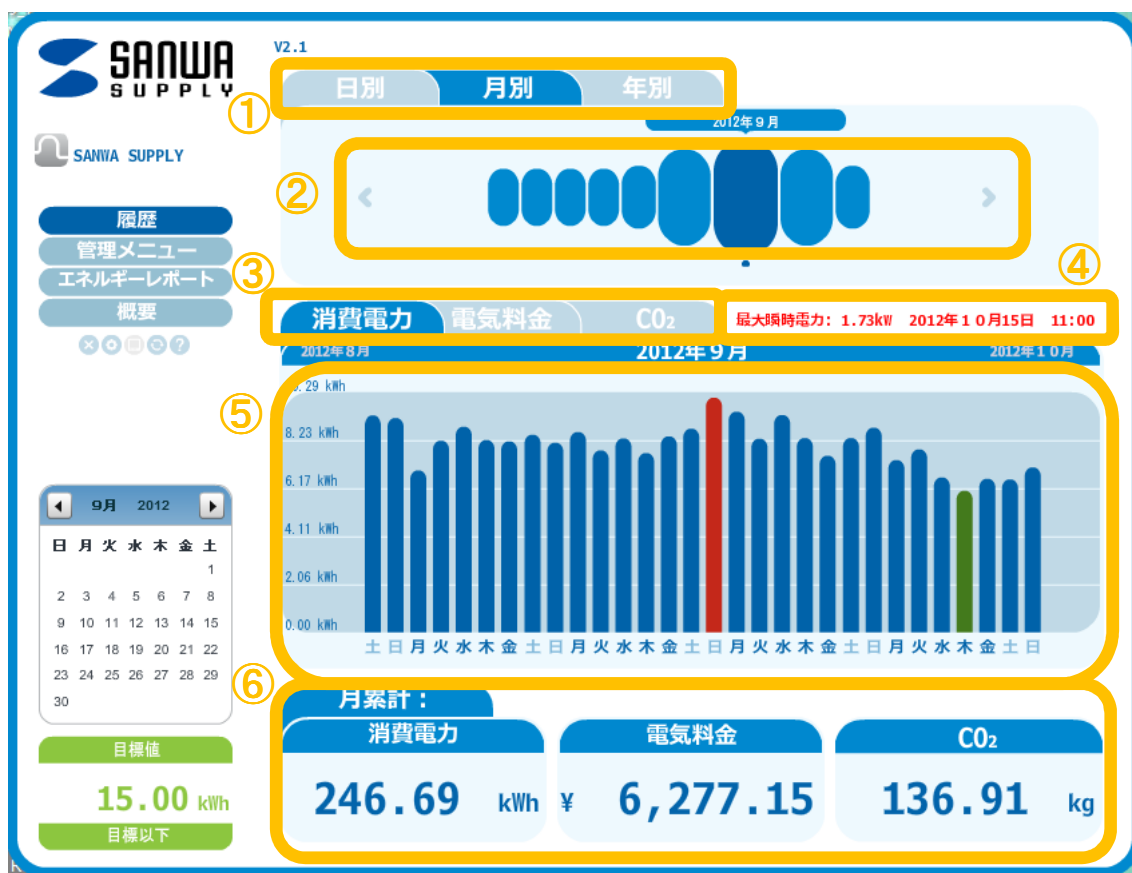 SANWA
SUPPLY
V2.1
①
日別 月別 年別
2012年9月
SANWA SUPPLY
②
履歴
管理メニュー
エネルギーレポート
概要
③
④
消費電力 電気料金 CO₂
最大瞬時電力: 1.73kW 2012年10月15日 11:00
2012年8月 2012年9月 2012年10月
⑤
.29 kWh
8.23 kWh
6.17 kWh
4.11 kWh
2.06 kWh
0.00 kWh
土 日 月 火 水 木 金 土 日 月 火 水 木 金 土 日 月 火 水 木 金 土 日 月 火 水 木 金 土 日
9月 2012
日 月 火 水 木 金 土
1
2 3 4 5 6 7 8
9 10 11 12 13 14 15
16 17 18 19 20 21 22
23 24 25 26 27 28 29
30
⑥
目標値
15.00 kWh
目標以下
月累計:
消費電力 電気料金 CO₂
246.69 kWh ¥ 6,277.15 136.91 kg